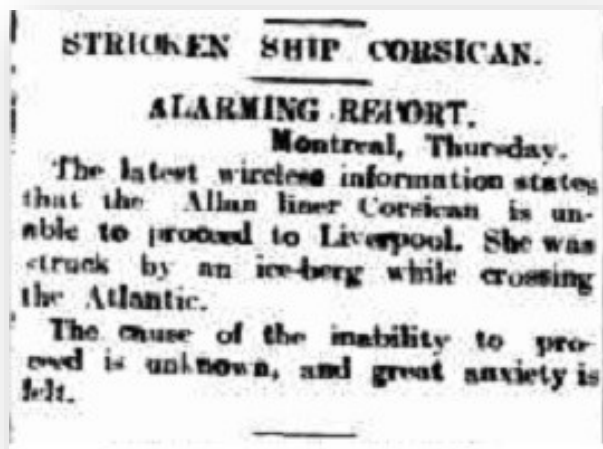 STRICKEN SHIP CORSICAN.
ALARMING REPORT.
Montreal, Thursday.
The latest wireless information states
that the Allan liner Corsican is un-
able to proceed to Liverpool. She was
struck by an ice-berg while crossing
the Atlantic.
The cause of the inability to pro-
ceed is unknown, and great anxiety is
felt.